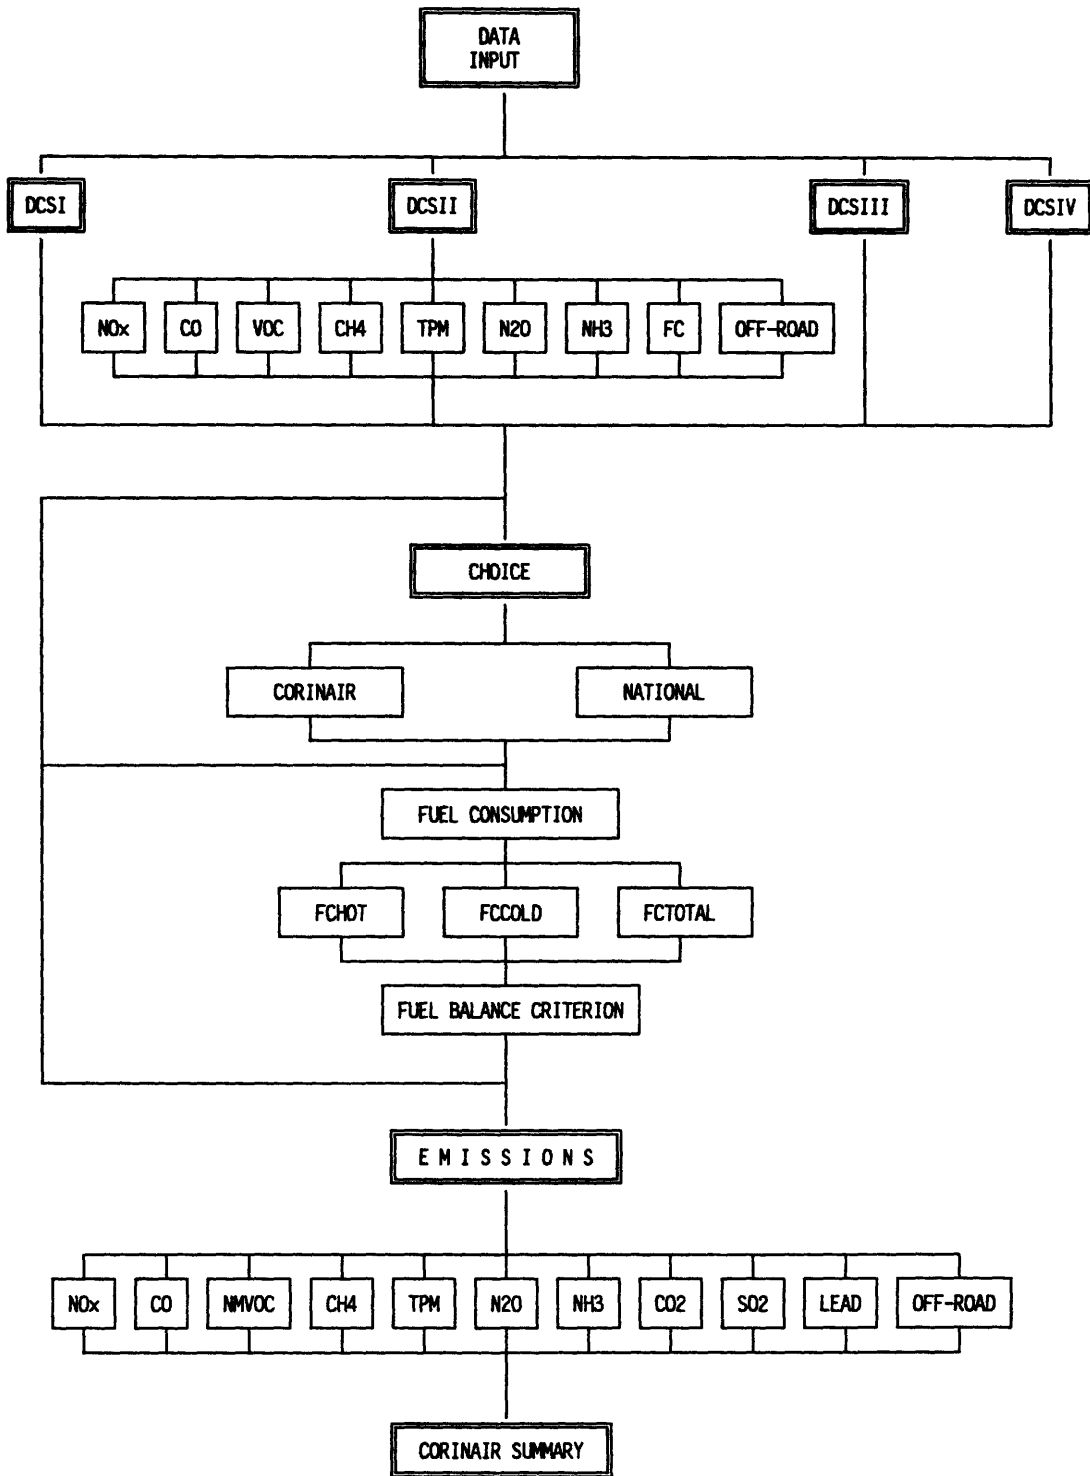 DATA
INPUT
DCSI
DCSII
DCSIII
DCSIV
NOx
CO
VOC
CH4
TPM
N2O
NH3
FC
OFF-ROAD
CHOICE
CORINAIR
NATIONAL
FUEL CONSUMPTION
FCHOT
FCCOLD
FCTOTAL
FUEL BALANCE CRITERION
E M I S S I O N S
NOx
CO
NMVOC
CH4
TPM
N2O
NH3
CO2
SO2
LEAD
OFF-ROAD
CORINAIR SUMMARY